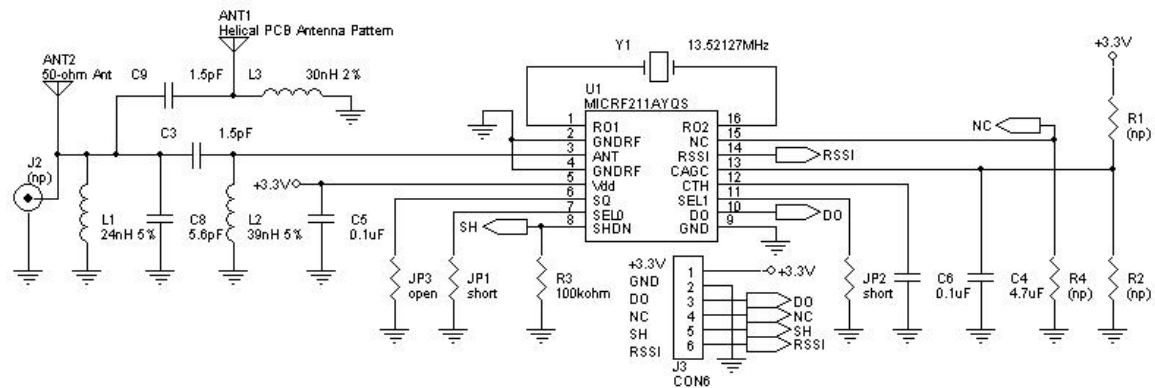 ANT1
Helical PCB Antenna Pattern
ANT2
50-ohm Ant
C9 1.5pF L3 30nH 2%
Y1 13.52127MHz
+3.3V
U1
MICRF211AYQS
R1
(np)
C3 1.5pF
J2
(np)
1 RO1 RO2 16
2 GNDRF NC 15
3 ANT RSSI 14
4 GNDRF CAGC 13
5 Vdd CTH 12
6 SQ SEL1 11
7 SEL0 DO 10
8 SHDN GND 9
NC
RSSI
DO
+3.3V
SH
L1
24nH 5%
C8
5.6pF
L2
39nH 5%
C5
0.1uF
JP3
open
JP1
short
R3
100kohm
JP2
short
C6
0.1uF
C4
4.7uF
R4
(np)
R2
(np)
+3.3V 1 +3.3V
GND 2
DO 3 DO
NC 4 NC
SH 5 SH
RSSI 6 RSSI
J3
CON6